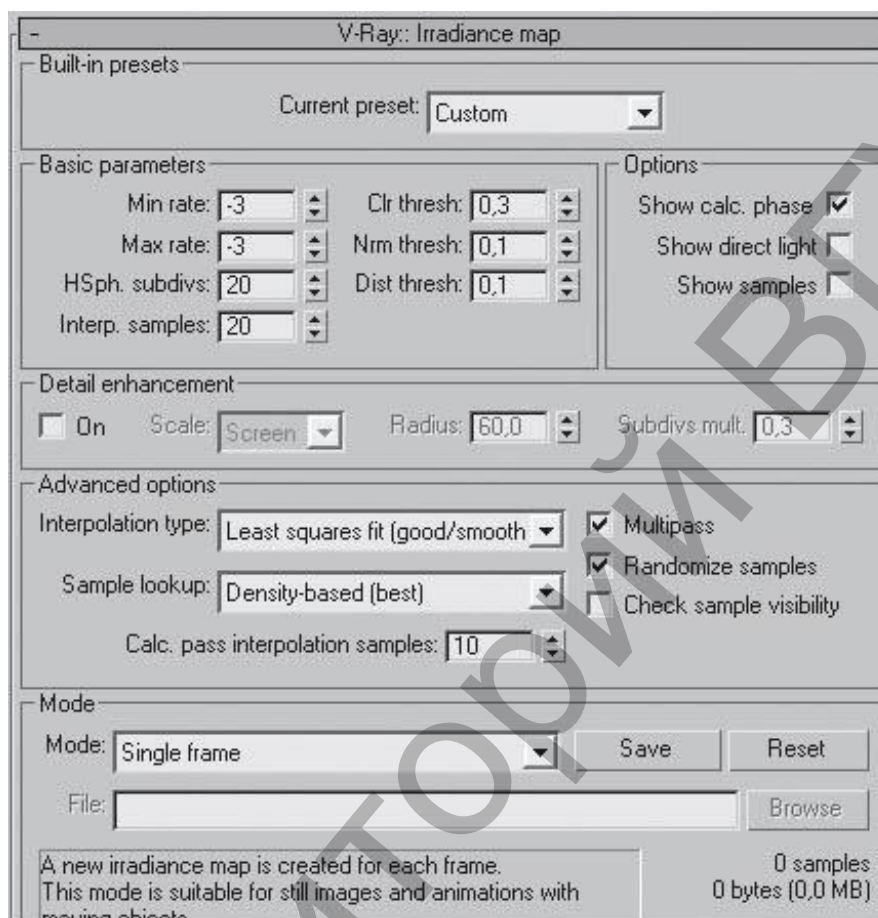 - V-Ray:: Irradiance map
Built-in presets
Current preset: Custom
Basic parameters
Min rate: -3
Max rate: -3
HSph. subdivs: 20
Interp. samples: 20
Clr thresh: 0,3
Nrm thresh: 0,1
Dist thresh: 0,1
Options
Show calc. phase
Show direct light
Show samples
Detail enhancement
On Scale: Screen Radius: 60,0 Subdivs mult. 0,3
Advanced options
Interpolation type: Least squares fit (good/smooth
Sample lookup: Density-based (best)
Calc. pass interpolation samples: 10
Multipass
Randomize samples
Check sample visibility
Mode
Mode: Single frame Save Reset
File: Browse
A new irradiance map is created for each frame.
This mode is suitable for still images and animations with
moving objects.
0 samples
0 bytes (0,0 MB)
иторий ВГ